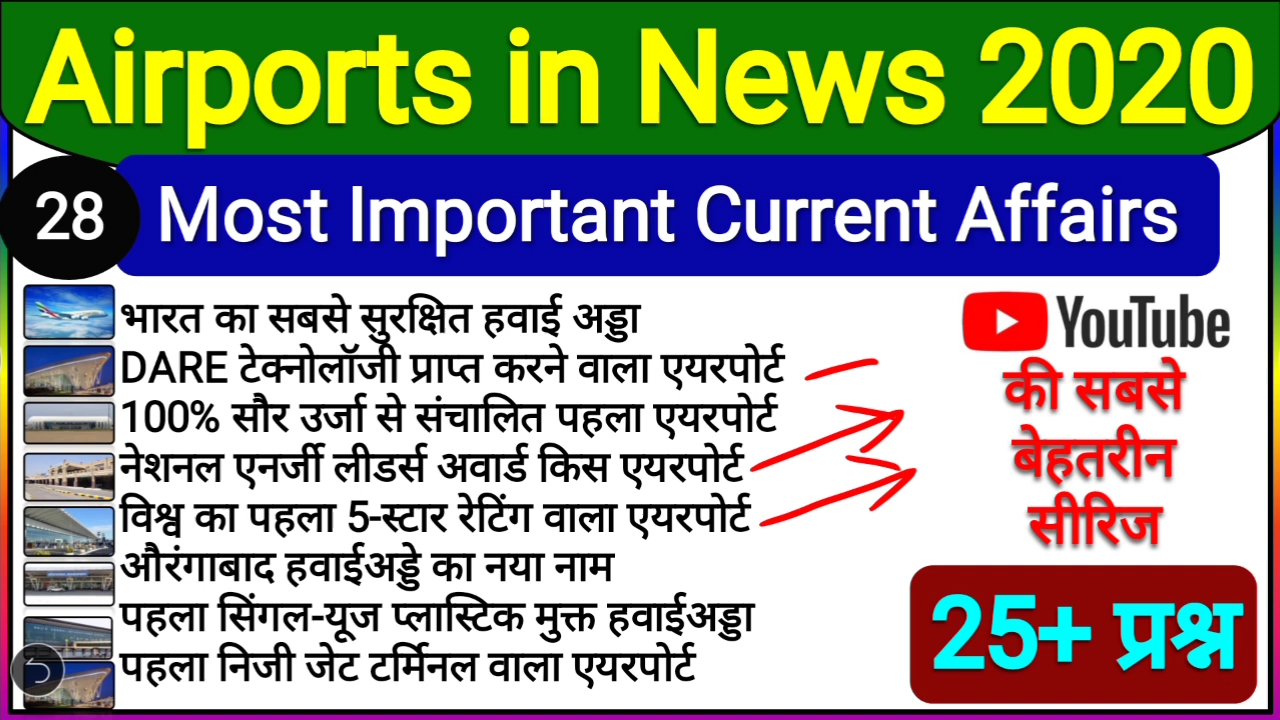 Airports in News 2020
28
Most Important Current Affairs
भारत का सबसे सुरक्षित हवाई अड्डा
DARE टेक्नोलॉजी प्राप्त करने वाला एयरपोर्ट
100% सौर उर्जा से संचालित पहला एयरपोर्ट
नेशनल एनर्जी लीडर्स अवार्ड किस एयरपोर्ट
विश्व का पहला 5-स्टार रेटिंग वाला एयरपोर्ट
औरंगाबाद हवाईअड्डे का नया नाम
पहला सिंगल-यूज प्लास्टिक मुक्त हवाईअड्डा
पहला निजी जेट टर्मिनल वाला एयरपोर्ट
YouTube
की सबसे
बेहतरीन
सीरिज
25+ प्रश्न